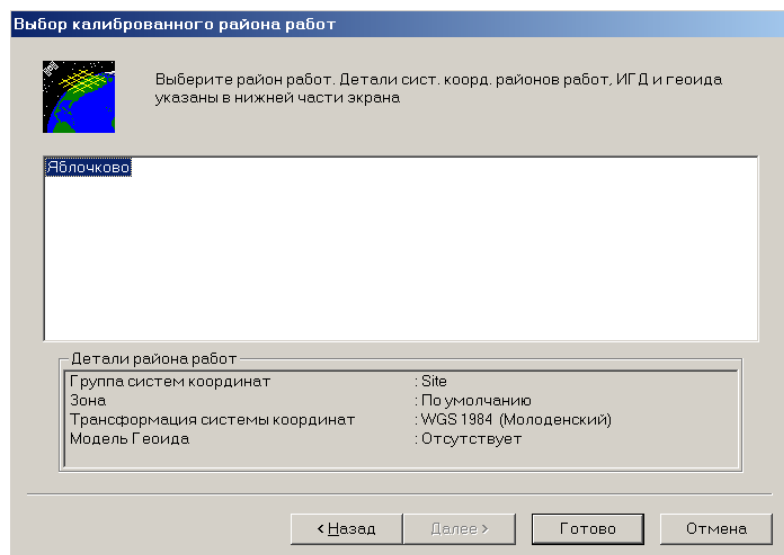 Выбор калиброванного района работ
Выберите район работ. Детали сист. коорд. районов работ, ИГД и геоида
указаны в нижней части экрана
Яблочково
Детали района работ
Группа систем координат : Site
Зона : По умолчанию
Трансформация системы координат : WGS 1984 (Молоденский)
Модель Геоида : Отсутствует
< Назад Далее > Готово Отмена